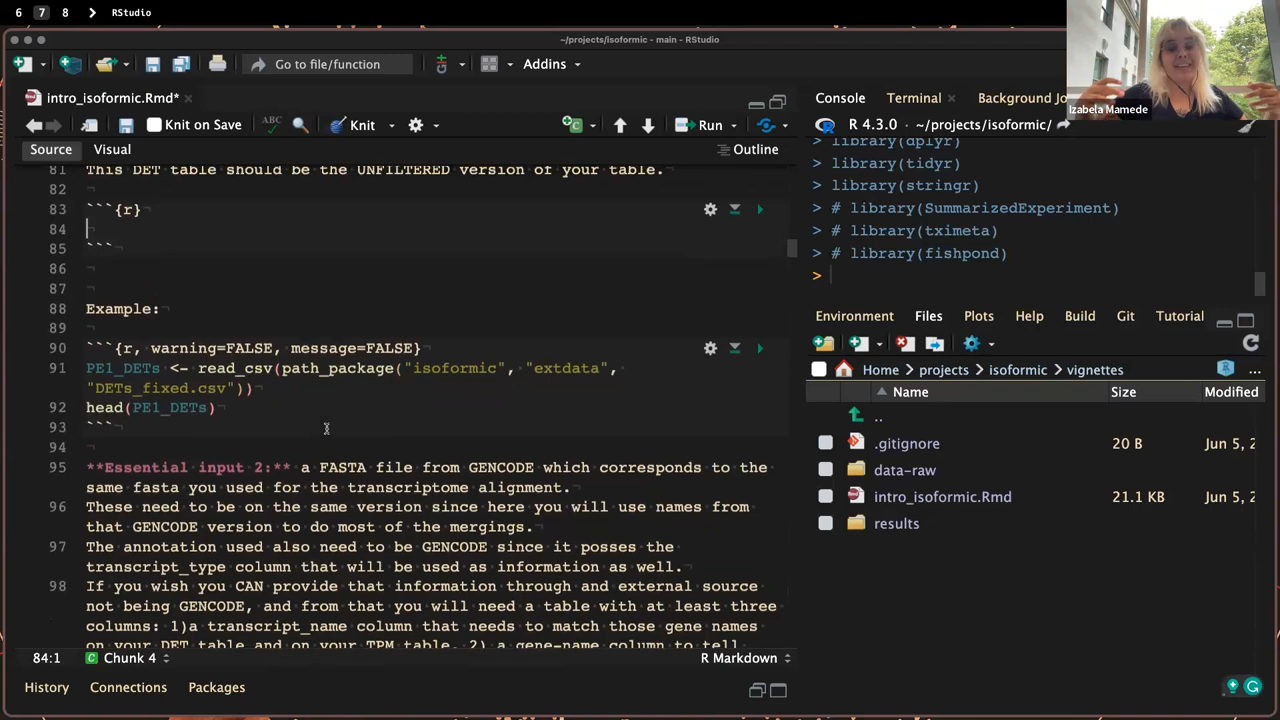 6 7 8 > RStudio
~/projects/isoformic - main - RStudio
Go to file/function
Addins
intro_isoformic.Rmd*
Knit on Save
ABC
Knit
Run
Source
Visual
Outline
81 This DET table should be the UNFILTERED version of your table.
82
83 ```{r}
84
85 ```
86
87
88 Example:
89
90 ```{r, warning=FALSE, message=FALSE}
91 PE1_DETs <- read_csv(path_package("isoformic", "extdata",
"DETs_fixed.csv"))
92 head(PE1_DETs)
93 ```
94
95 **Essential input 2:** a FASTA file from GENCODE which corresponds to the
same fasta you used for the transcriptome alignment.
96 These need to be on the same version since here you will use names from
that GENCODE version to do most of the mergings.
97 The annotation used also need to be GENCODE since it posses the
transcript_type column that will be used as information as well.
98 If you wish you CAN provide that information through and external source
not being GENCODE, and from that you will need a table with at least three
columns: 1)a transcript_name column that needs to match those gene names
on your DET table and on your TPM table, 2) a gene-name column to tell
84:1
Chunk 4
R Markdown
History
Connections
Packages
Izabela Mamede
Console
Terminal
Background Jo
R 4.3.0 · ~/projects/isoformic/
> library(dplyr)
> library(tidyr)
> library(stringr)
> # library(SummarizedExperiment)
> # library(tximeta)
> # library(fishpond)
>
Environment
Files
Plots
Help
Build
Git
Tutorial
Home
projects
isoformic
vignettes
Name
Size
Modified
..
.gitignore 20 B Jun 5, 2
data-raw
intro_isoformic.Rmd 21.1 KB Jun 5, 2
results